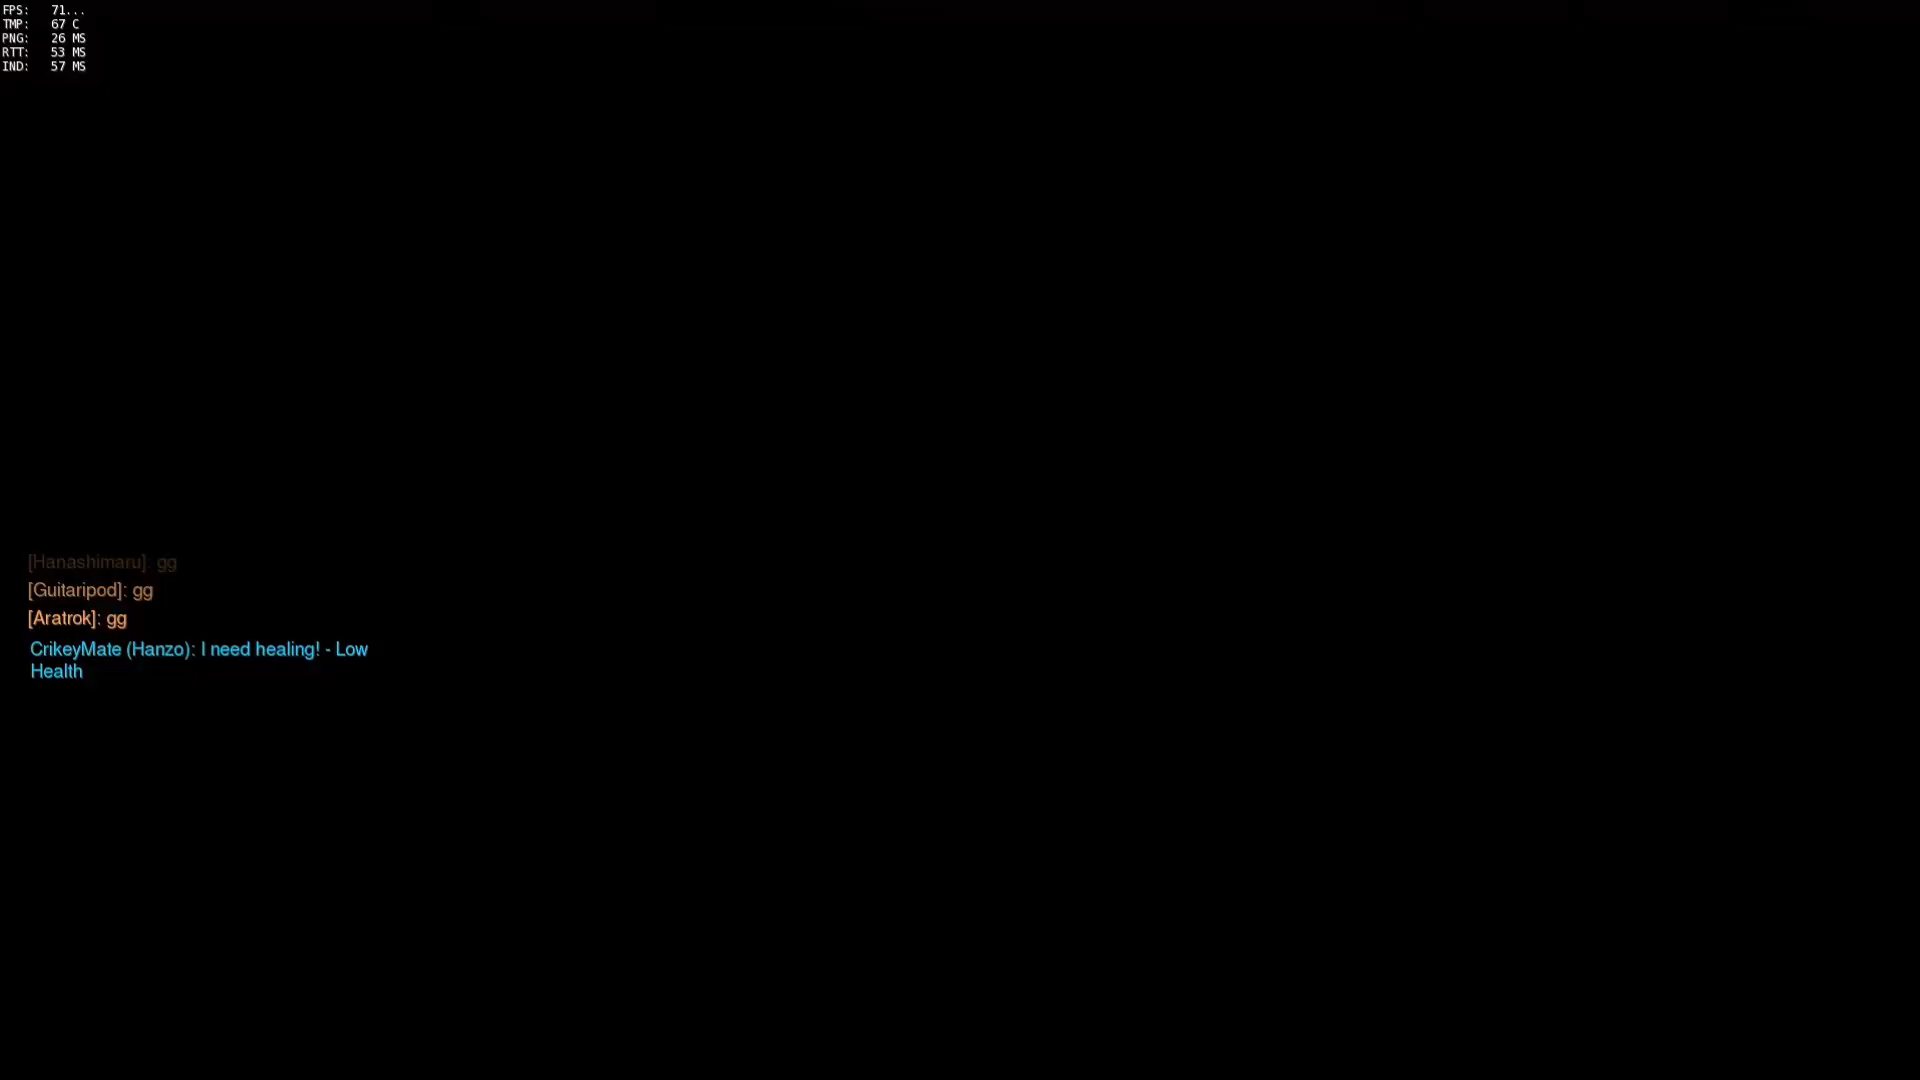 FPS: 71...
TMP: 67 C
PNG: 26 MS
RTT: 53 MS
IND: 57 MS
[Hanashimaru]: gg
[Guitaripod]: gg
[Aratrok]: gg
CrikeyMate (Hanzo): I need healing! - Low
Health